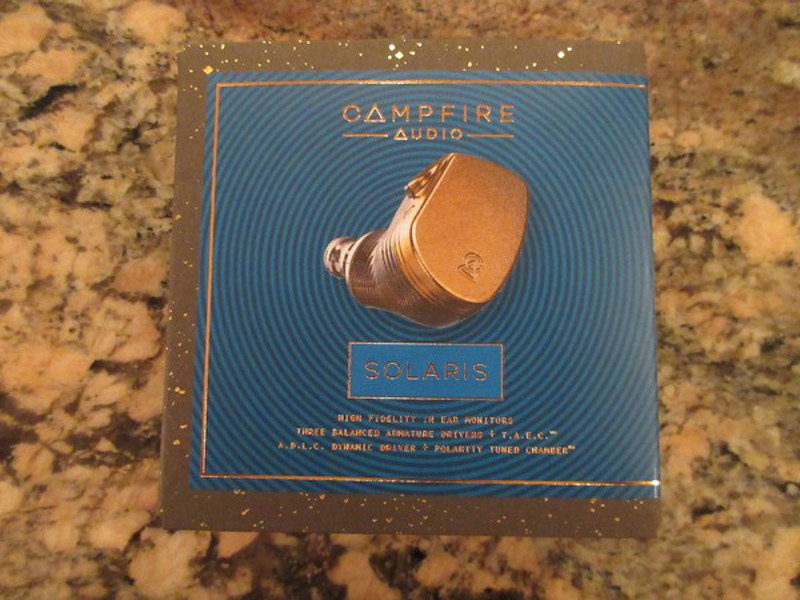 CAMPFIRE
AUDIO
SOLARIS
HIGH FIDELITY IN EAR MONITORS
THREE BALANCED ARMATURE DRIVERS + T.A.E.C.™
A.D.L.C. DYNAMIC DRIVER + POLARITY TUNED CHAMBER™